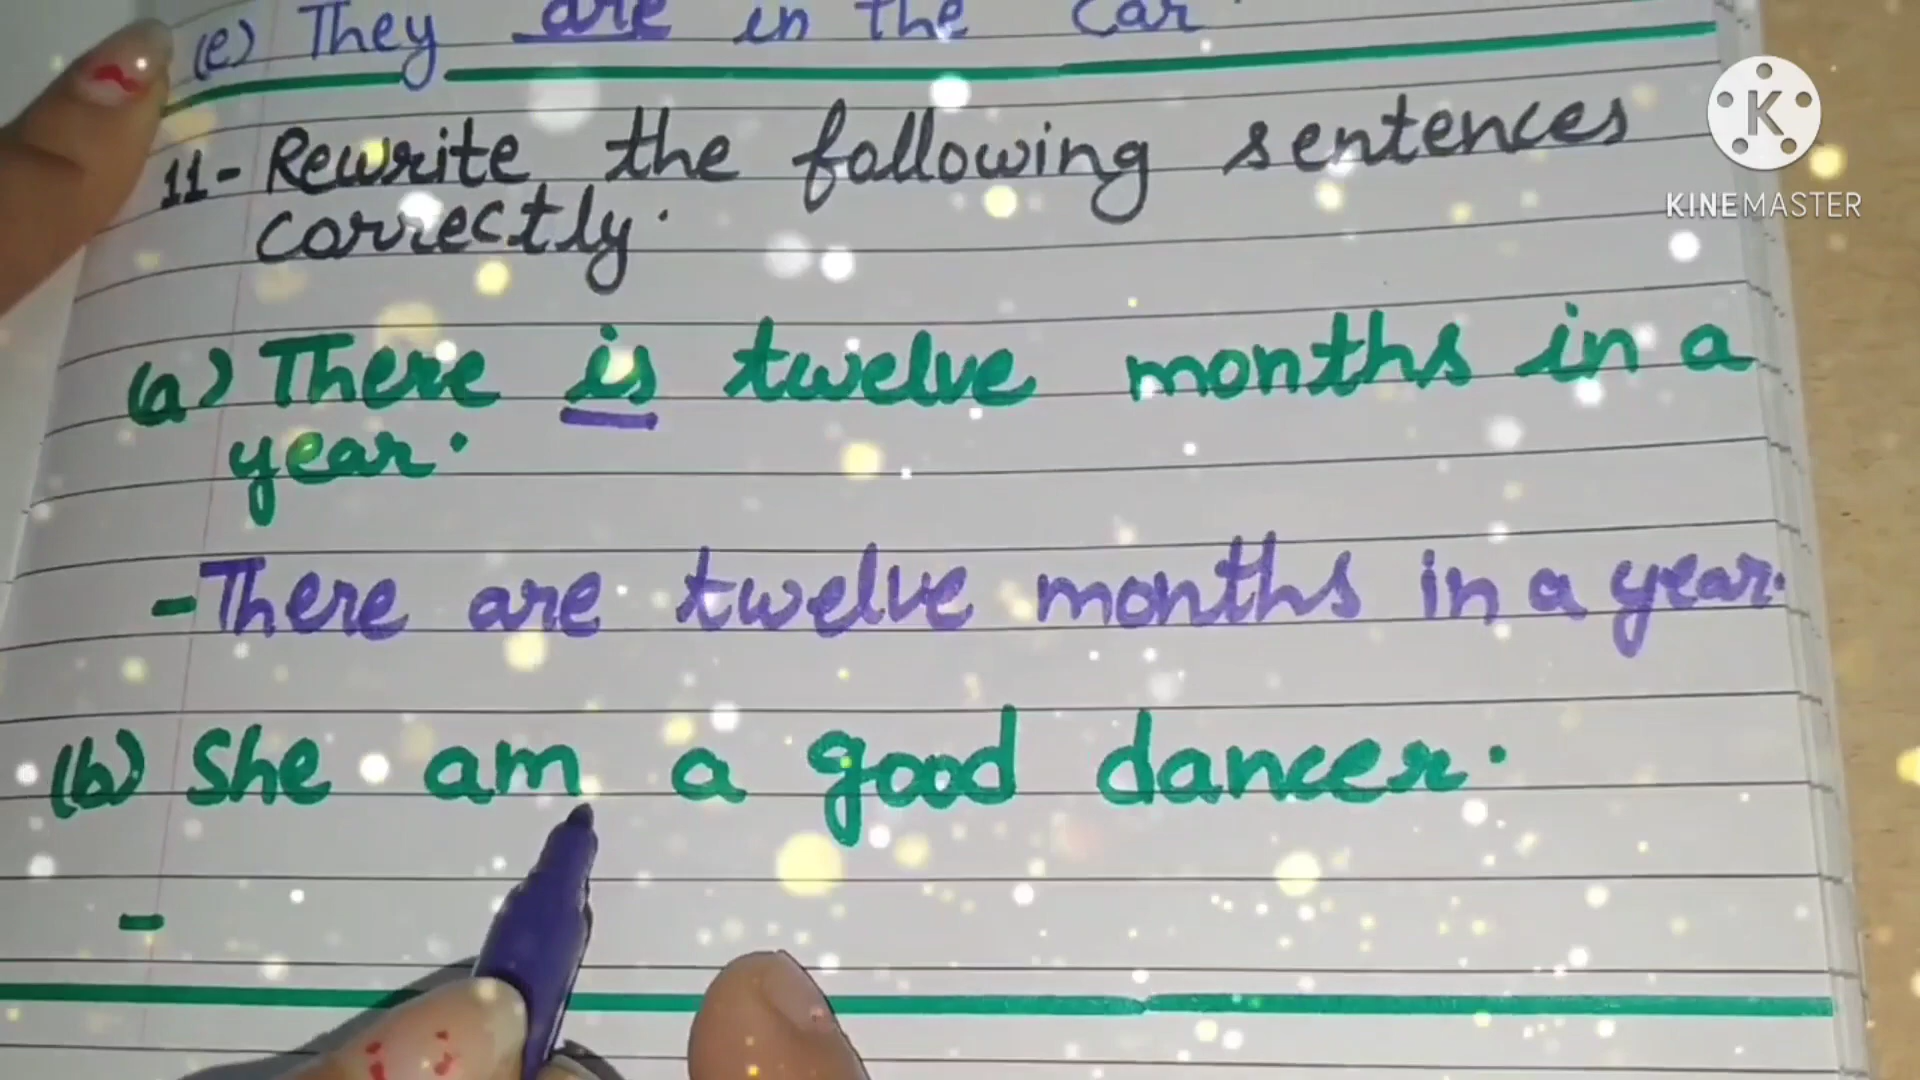 (e) They are in the car
11- Rewrite the following sentences
correctly.
(a) There is twelve months in a
year.
-There are twelve months in a year.
(b) She am a good dancer.
-
K
KINEMASTER